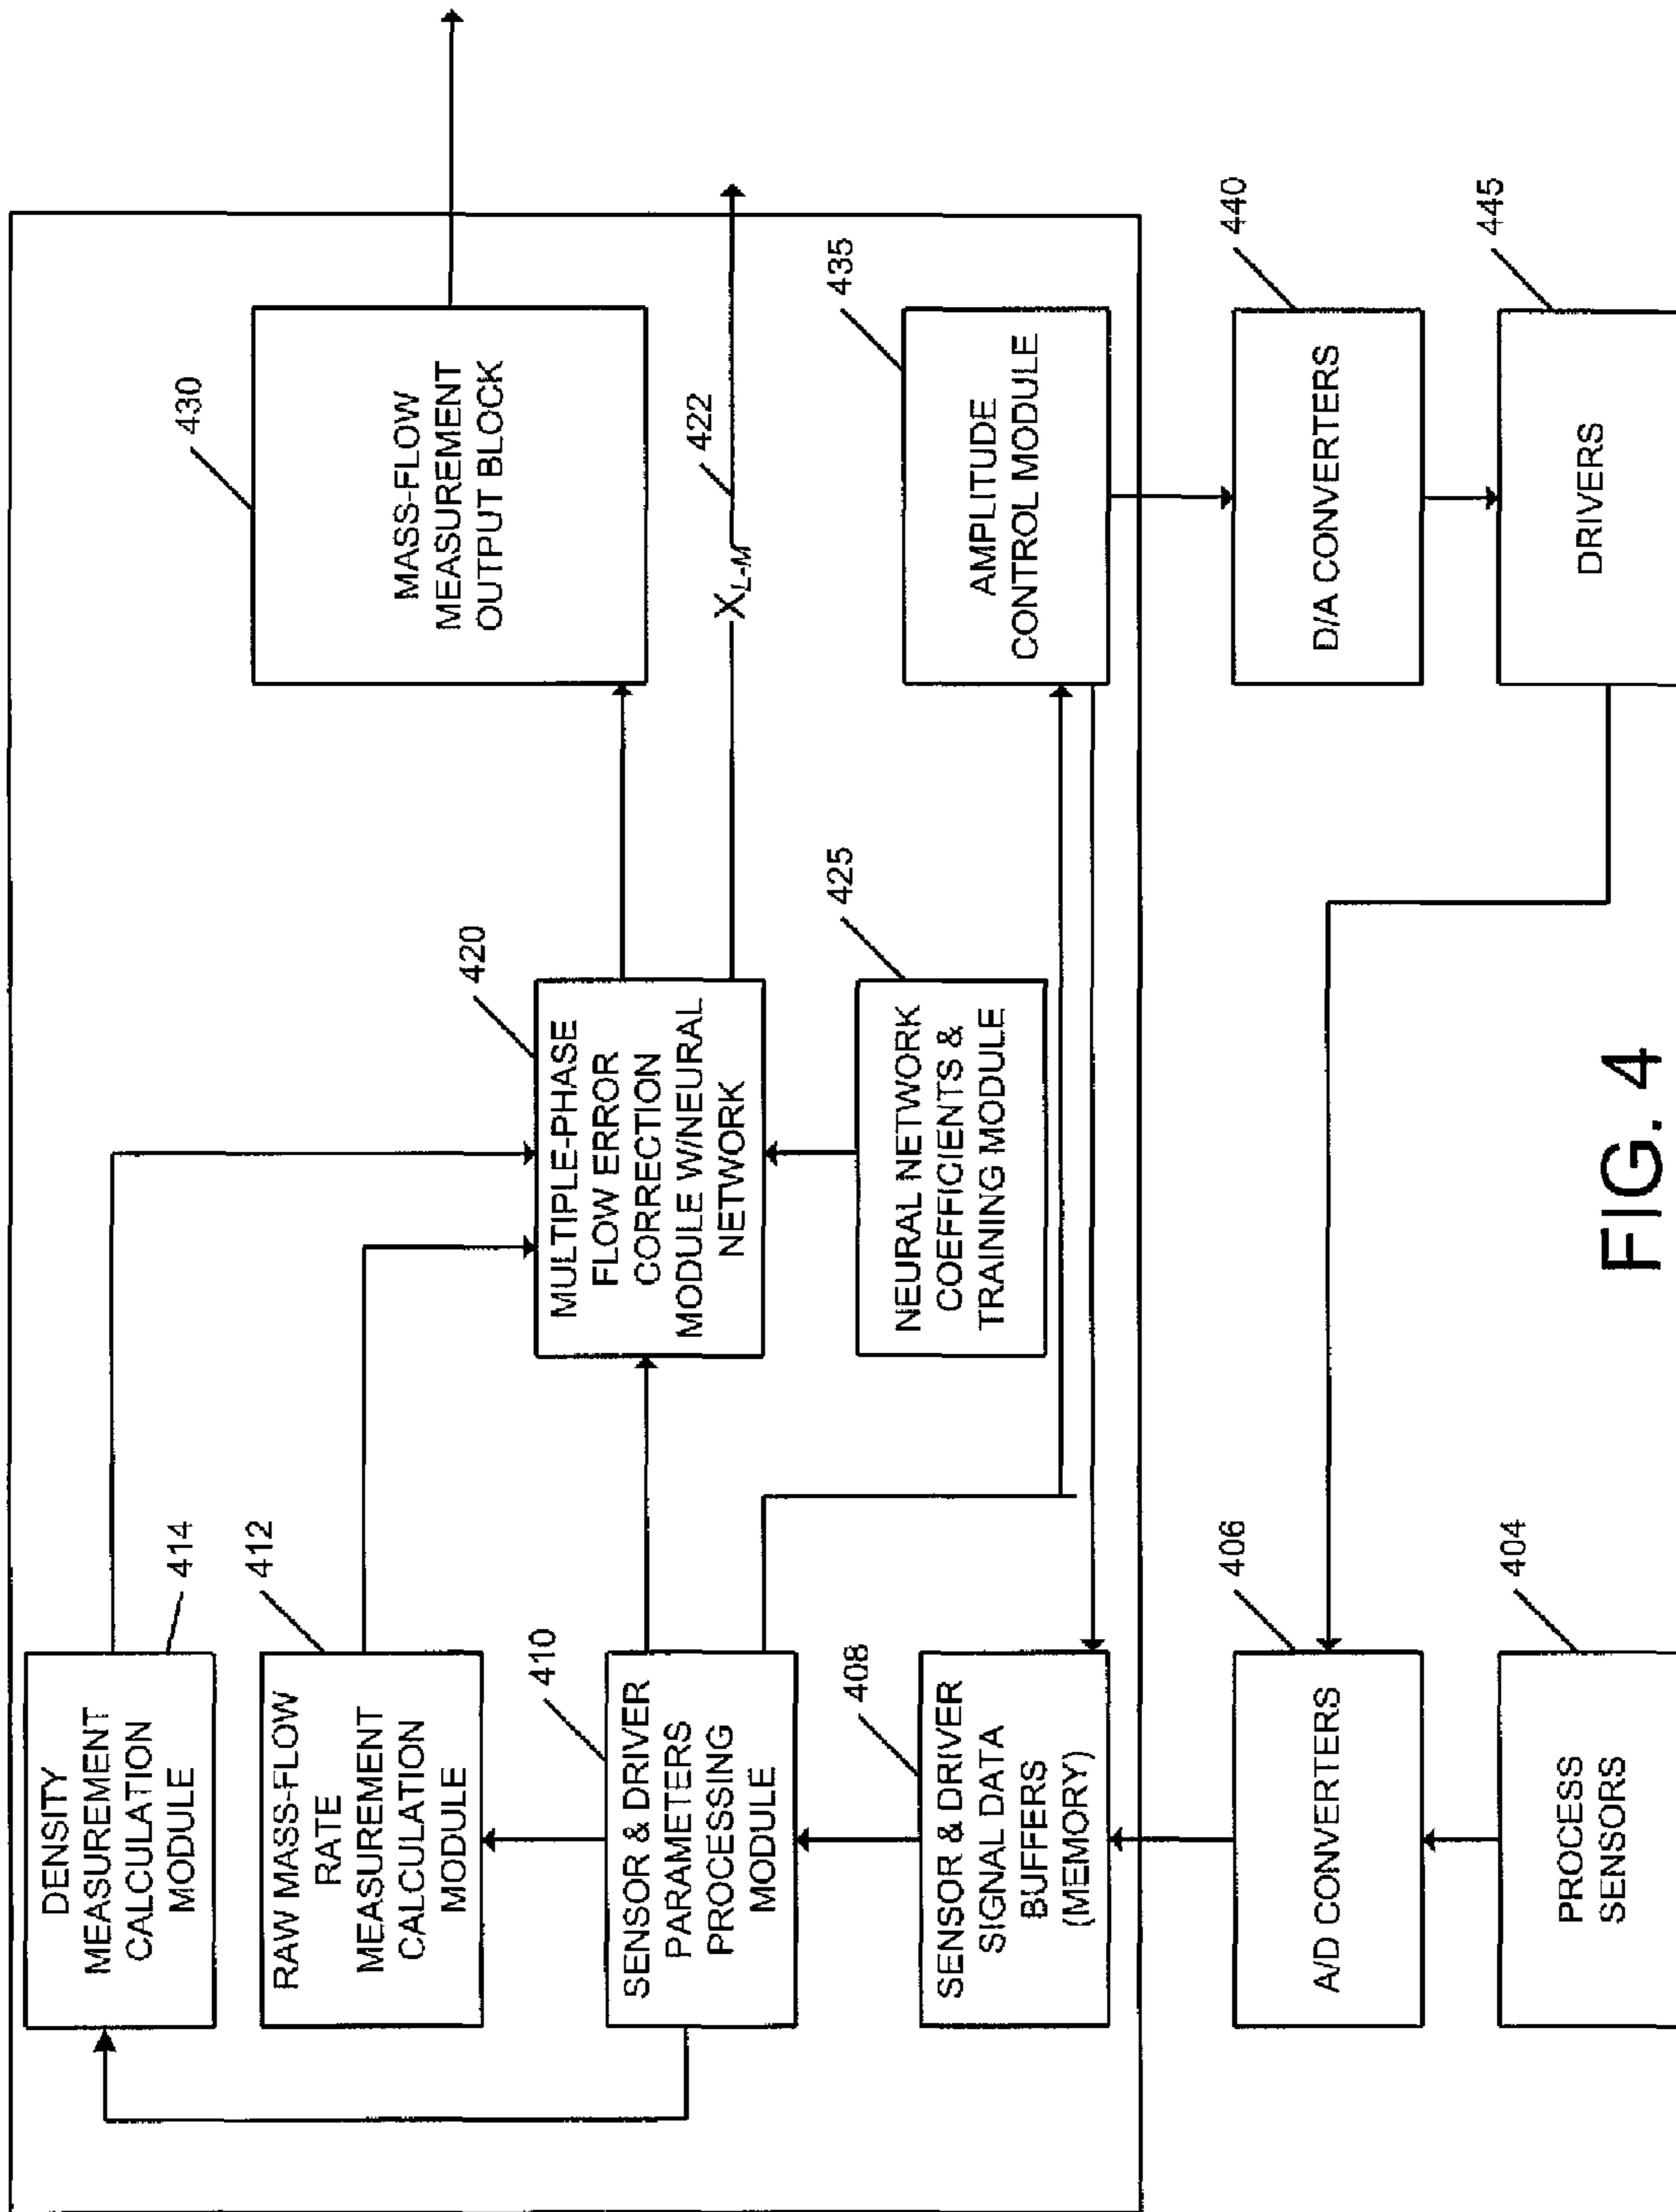 DENSITY
MEASUREMENT
CALCULATION
MODULE
414
RAW MASS-FLOW
RATE
MEASUREMENT
CALCULATION
MODULE
412
SENSOR & DRIVER
PARAMETERS
PROCESSING
MODULE
410
SENSOR & DRIVER
SIGNAL DATA
BUFFERS
(MEMORY)
408
A/D CONVERTERS
406
PROCESS
SENSORS
404
MULTIPLE-PHASE
FLOW ERROR
CORRECTION
MODULE W/NEURAL
NETWORK
420
NEURAL NETWORK
COEFFICIENTS &
TRAINING MODULE
425
MASS-FLOW
MEASUREMENT
OUTPUT BLOCK
430
X_{L-M}
422
AMPLITUDE
CONTROL MODULE
435
D/A CONVERTERS
440
DRIVERS
445
FIG. 4